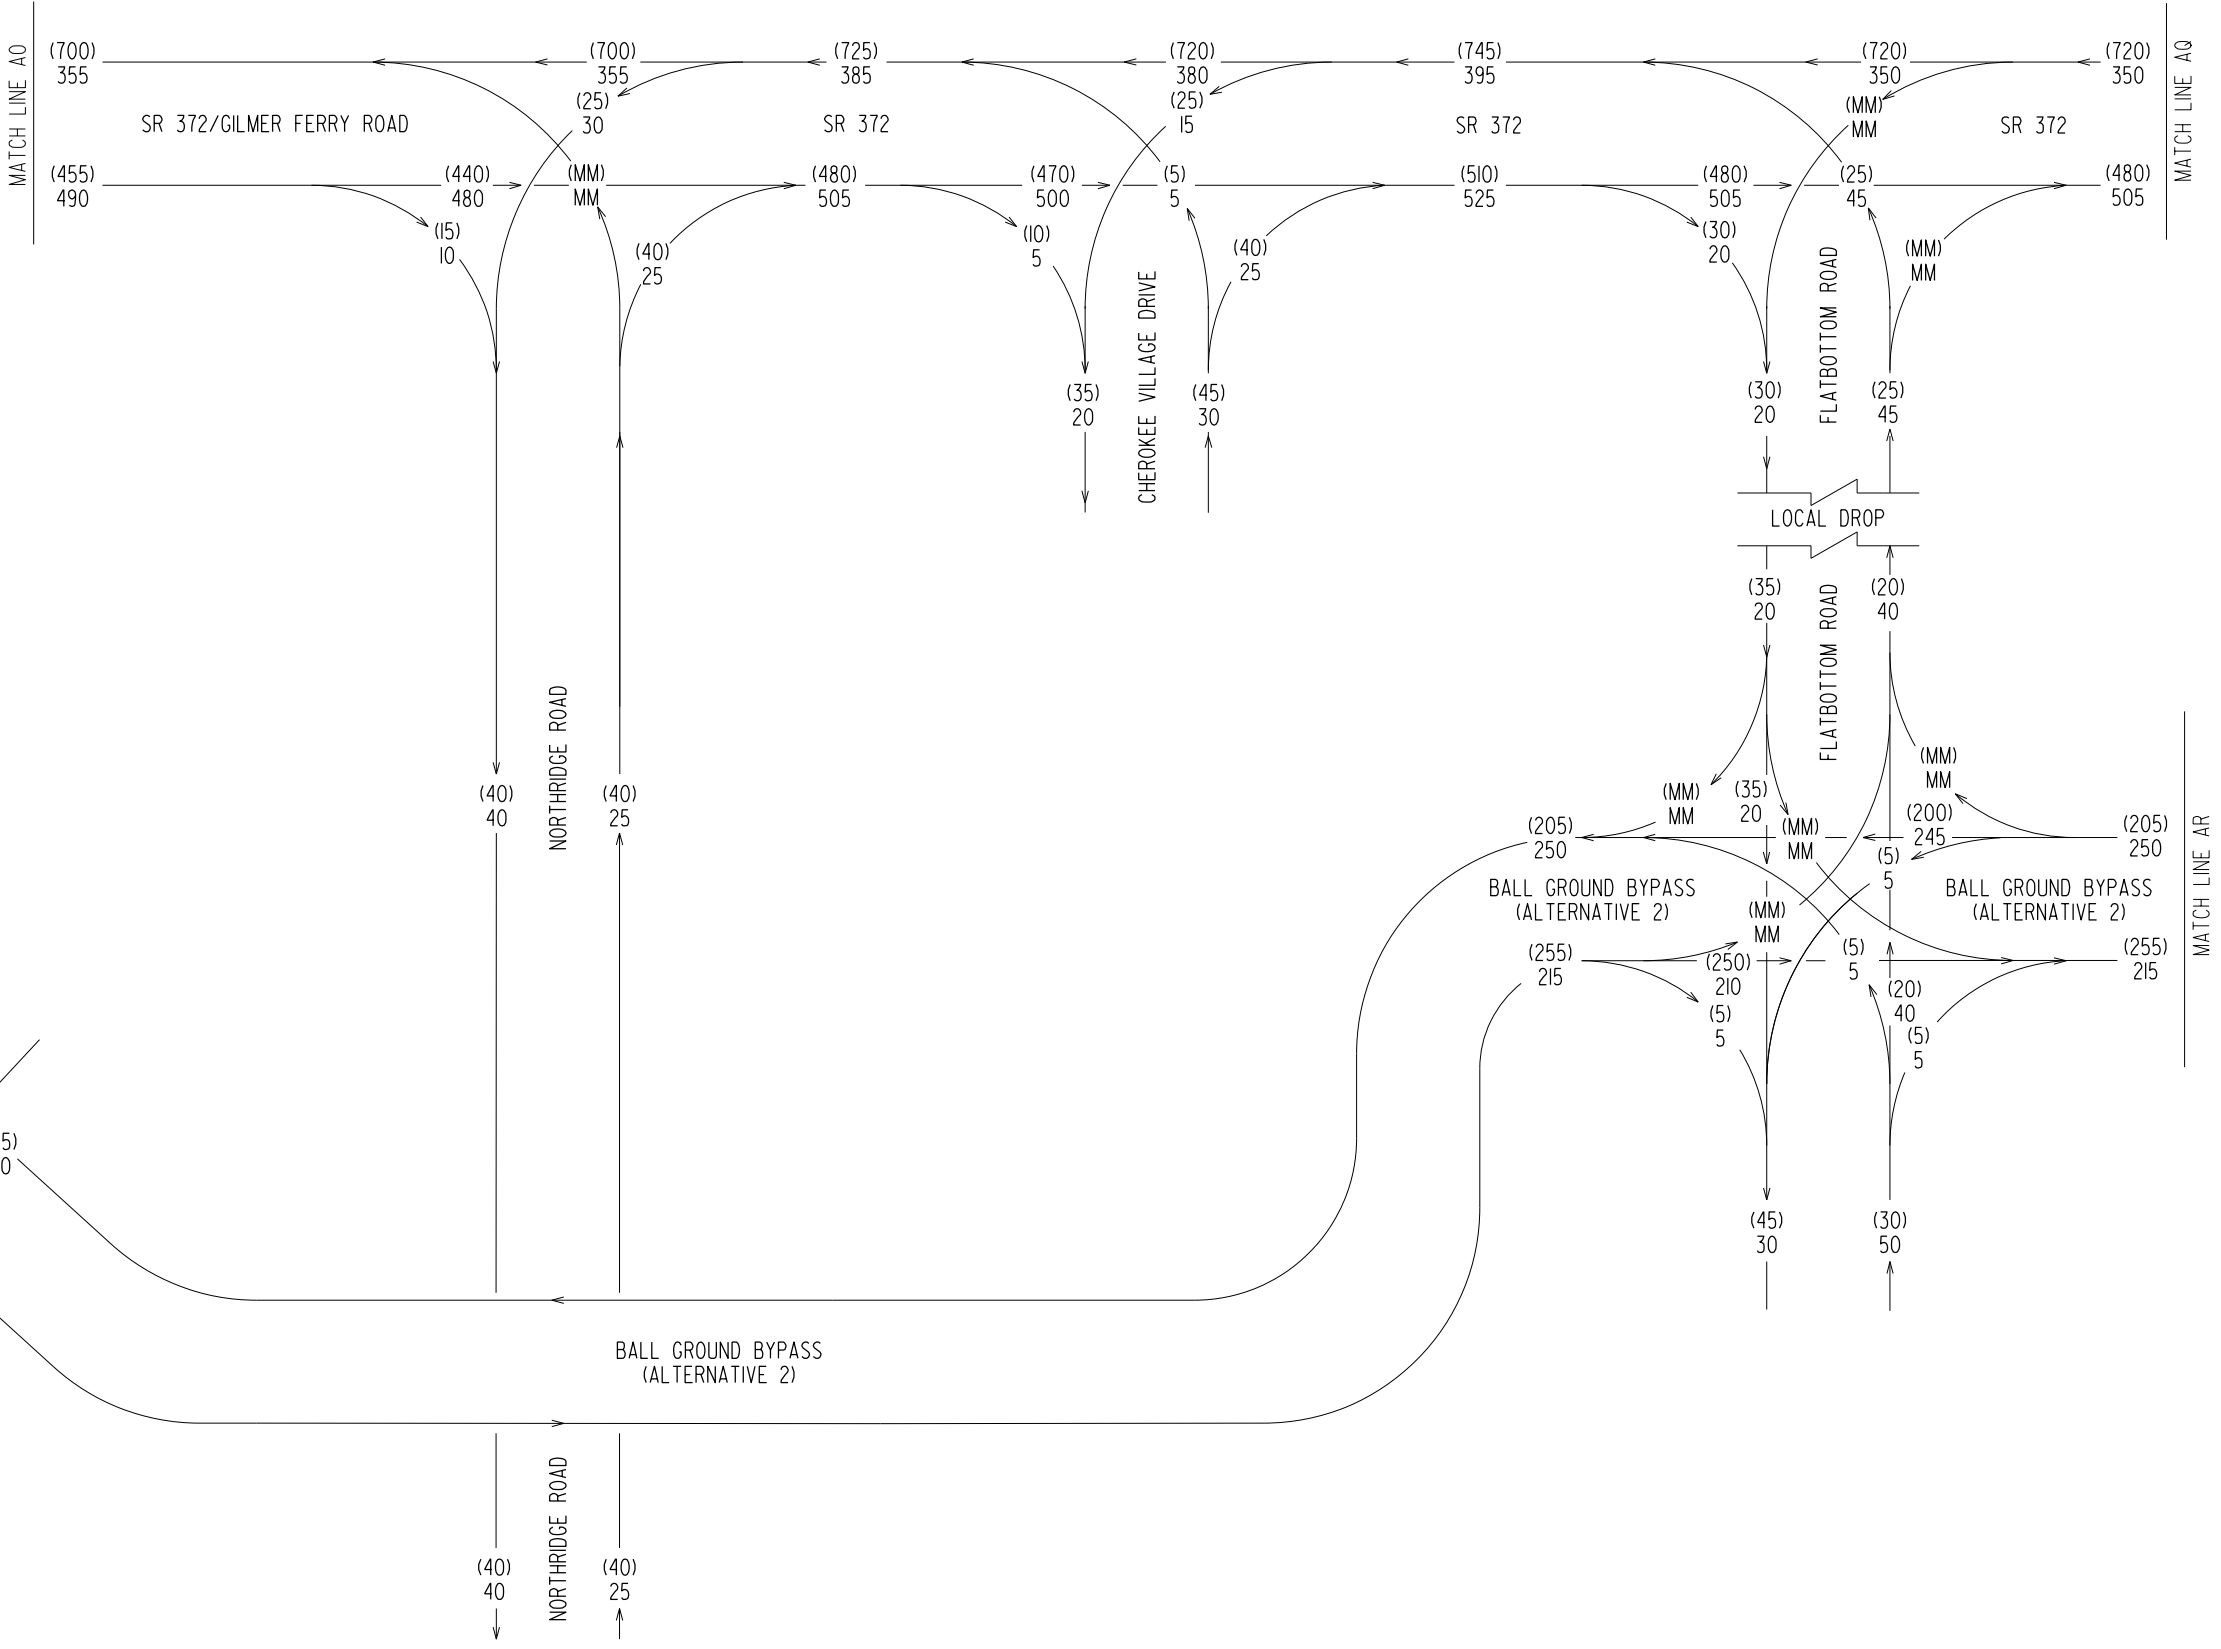 MATCH LINE AO
(700)
355
(700)
355
(725)
385
(720)
380
(745)
395
(720)
350
(720)
350
MATCH LINE AQ
(25)
30
(25)
15
(MM)
MM
SR 372/GILMER FERRY ROAD
SR 372
SR 372
SR 372
(455)
490
(440)
480
(MM)
MM
(480)
505
(470)
500
(5)
5
(510)
525
(480)
505
(25)
45
(480)
505
(15)
10
(40)
25
(10)
5
(40)
25
(30)
20
(MM)
MM
CHEROKEE VILLAGE DRIVE
FLATBOTTOM ROAD
(35)
20
(45)
30
(30)
20
(25)
45
LOCAL DROP
(35)
20
(20)
40
FLATBOTTOM ROAD
NORTHRIDGE ROAD
(40)
40
(40)
25
(MM)
MM
(35)
20
(MM)
MM
(MM)
MM
(205)
250
(200)
245
(205)
250
(5)
5
MATCH LINE AR
BALL GROUND BYPASS
(ALTERNATIVE 2)
BALL GROUND BYPASS
(ALTERNATIVE 2)
(MM)
MM
(255)
215
(250)
210
(5)
5
(255)
215
(5)
5
(20)
40
(5)
5
5)
0
(45)
30
(30)
50
BALL GROUND BYPASS
(ALTERNATIVE 2)
NORTHRIDGE ROAD
(40)
40
(40)
25